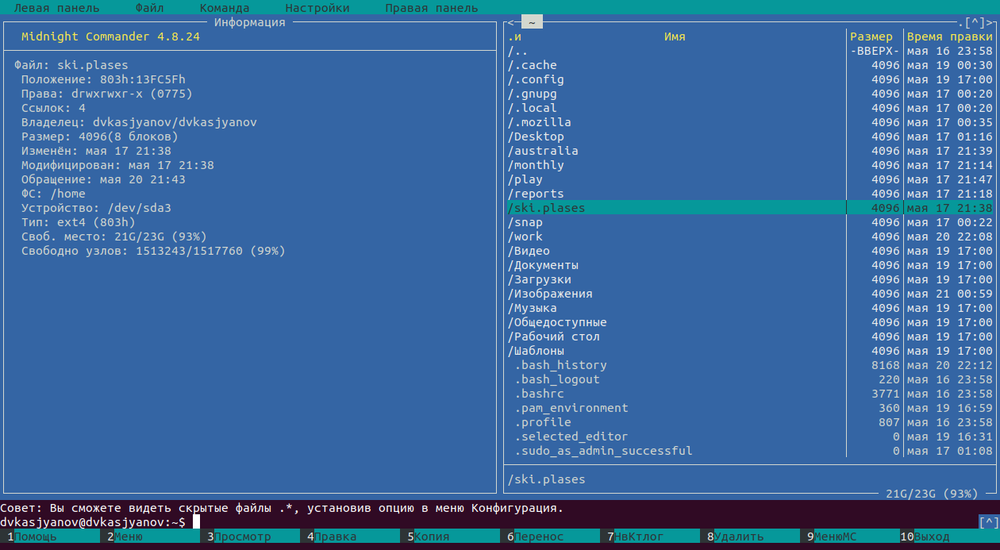 Левая панель Файл Команда Настройки Правая панель
Информация
Midnight Commander 4.8.24
Файл: ski.plases
Положение: 803h:13FC5Fh
Права: drwxrwxr-x (0775)
Ссылок: 4
Владелец: dvkasjyanov/dvkasjyanov
Размер: 4096(8 блоков)
Изменён: мая 17 21:38
Модифицирован: мая 17 21:38
Обращение: мая 20 21:43
ФС: /home
Устройство: /dev/sda3
Тип: ext4 (803h)
Своб. место: 21G/23G (93%)
Свободно узлов: 1513243/1517760 (99%)
< ~ .[^]>
.и Имя Размер Время правки
/.. -ВВЕРХ- мая 16 23:58
/.cache 4096 мая 19 00:30
/.config 4096 мая 19 17:00
/.gnupg 4096 мая 17 00:20
/.local 4096 мая 17 00:20
/.mozilla 4096 мая 17 00:35
/Desktop 4096 мая 17 01:16
/australia 4096 мая 17 21:39
/monthly 4096 мая 17 21:14
/play 4096 мая 17 21:47
/reports 4096 мая 17 21:18
/ski.plases 4096 мая 17 21:38
/snap 4096 мая 17 00:22
/work 4096 мая 20 22:08
/Видео 4096 мая 19 17:00
/Документы 4096 мая 19 17:00
/Загрузки 4096 мая 19 17:00
/Изображения 4096 мая 21 00:59
/Музыка 4096 мая 19 17:00
/Общедоступные 4096 мая 19 17:00
/Рабочий стол 4096 мая 19 17:00
/Шаблоны 4096 мая 19 17:00
.bash_history 8168 мая 20 22:12
.bash_logout 220 мая 16 23:58
.bashrc 3771 мая 16 23:58
.pam_environment 360 мая 19 16:59
.profile 807 мая 16 23:58
.selected_editor 0 мая 19 16:31
.sudo_as_admin_successful 0 мая 17 01:08
/ski.plases
21G/23G (93%)
Совет: Вы сможете видеть скрытые файлы .*, установив опцию в меню Конфигурация.
dvkasjyanov@dvkasjyanov:~$ [^]
1Помощь 2Меню 3Просмотр 4Правка 5Копия 6Перенос 7НвКтлог 8Удалить 9МенюMC 10Выход